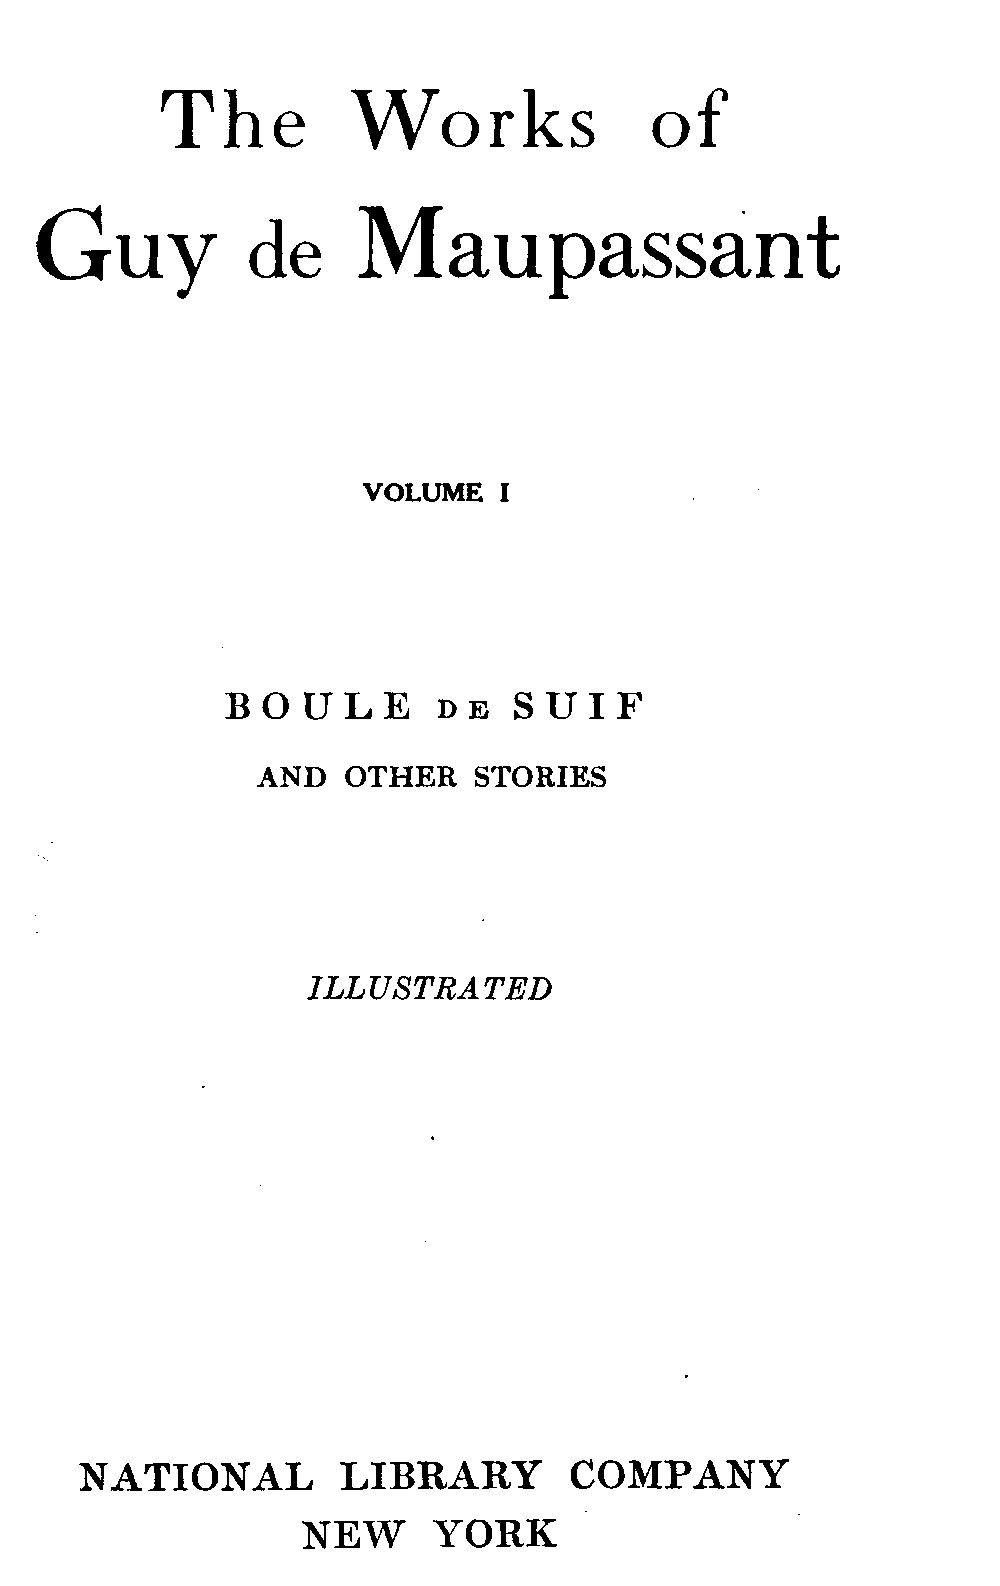 The Works of
Guy de Maupassant
VOLUME I
BOULE DE SUIF
AND OTHER STORIES
ILLUSTRATED
NATIONAL LIBRARY COMPANY
NEW YORK